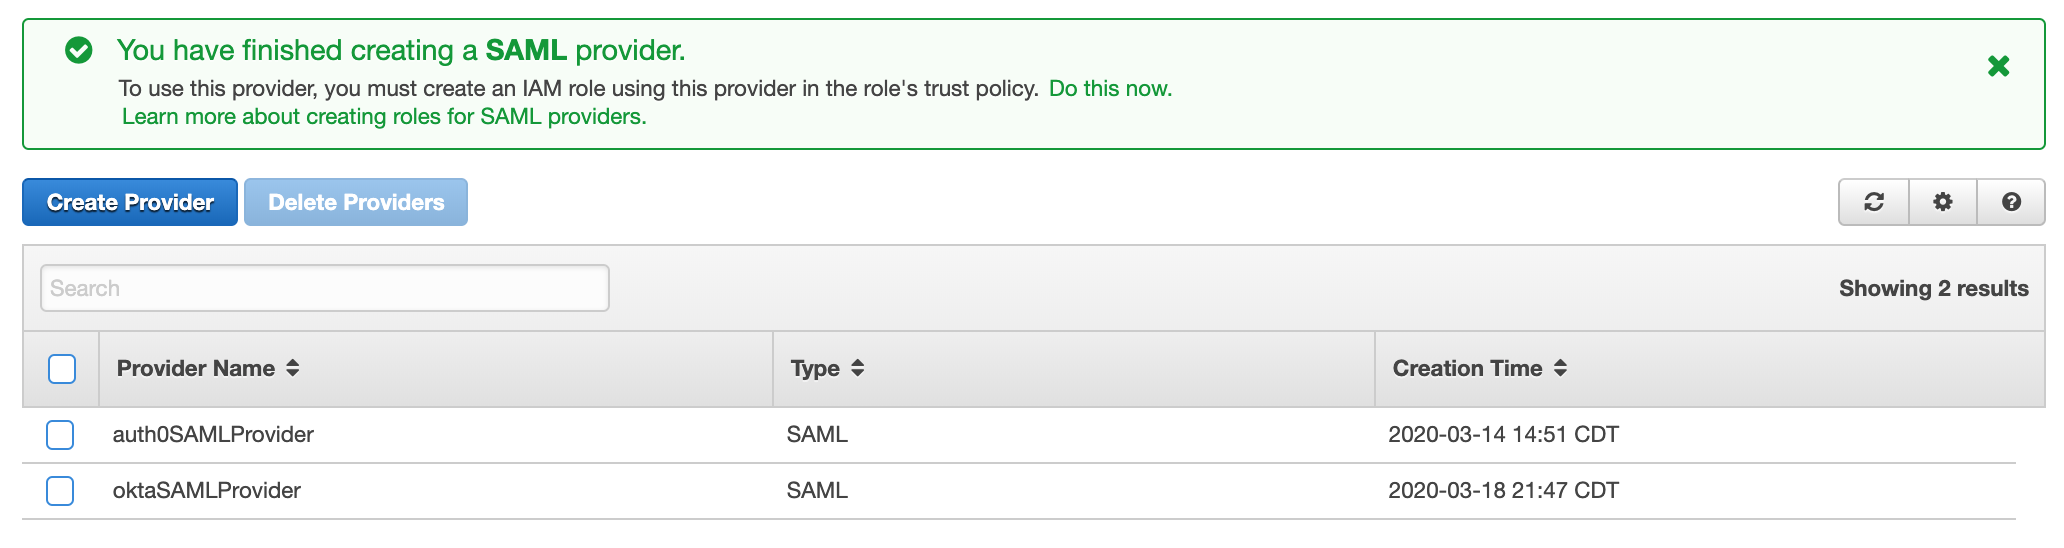 You have finished creating a SAML provider.
To use this provider, you must create an IAM role using this provider in the role's trust policy. Do this now.
Learn more about creating roles for SAML providers.
Create Provider Delete Providers
Search Showing 2 results
Provider Name Type Creation Time
auth0SAMLProvider SAML 2020-03-14 14:51 CDT
oktaSAMLProvider SAML 2020-03-18 21:47 CDT